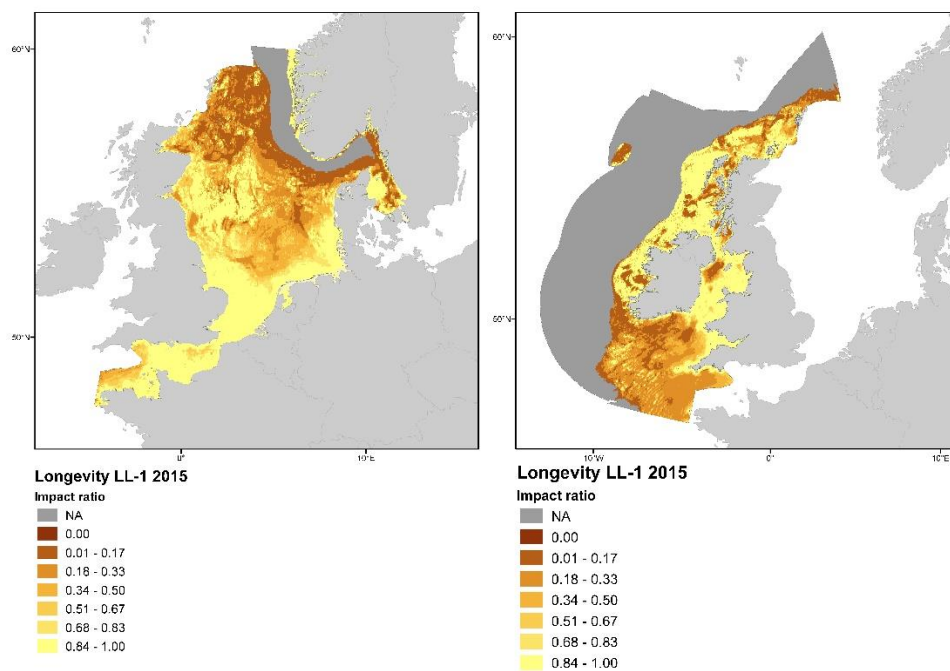 60°N
50°N
0°
10°E
Longevity LL-1 2015
Impact ratio
NA
0.00
0.01 - 0.17
0.18 - 0.33
0.34 - 0.50
0.51 - 0.67
0.68 - 0.83
0.84 - 1.00
60°N
50°N
10°W
0°
10°E
Longevity LL-1 2015
Impact ratio
NA
0.00
0.01 - 0.17
0.18 - 0.33
0.34 - 0.50
0.51 - 0.67
0.68 - 0.83
0.84 - 1.00